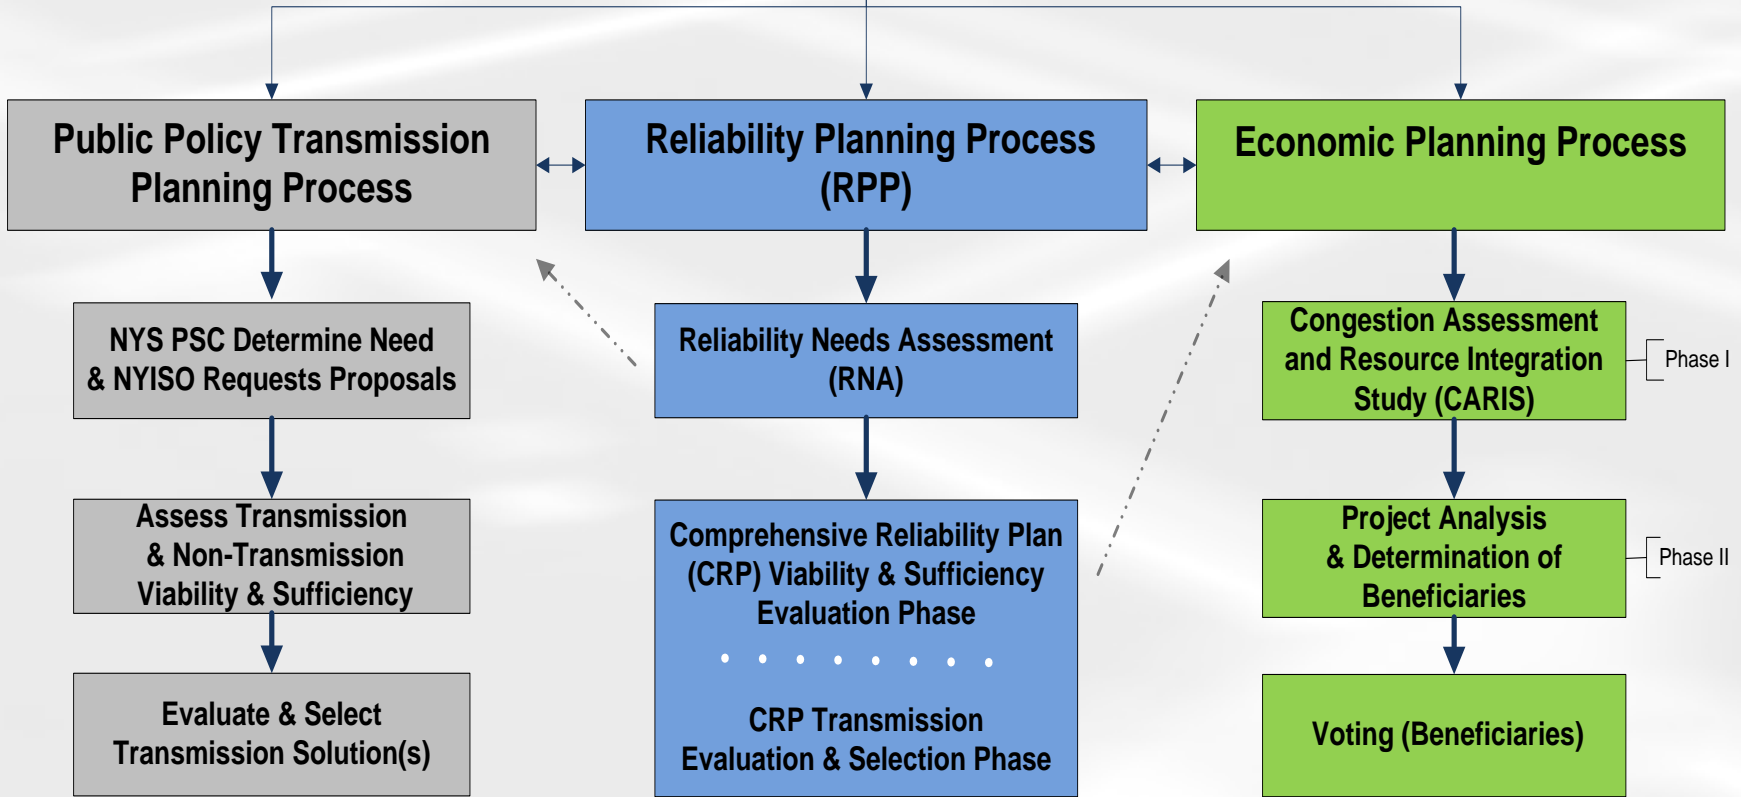 Public Policy Transmission
Planning Process
Reliability Planning Process
(RPP)
Economic Planning Process
NYS PSC Determine Need
& NYISO Requests Proposals
Reliability Needs Assessment
(RNA)
Congestion Assessment
and Resource Integration
Study (CARIS)
Phase I
Assess Transmission
& Non-Transmission
Viability & Sufficiency
Comprehensive Reliability Plan
(CRP) Viability & Sufficiency
Evaluation Phase
Project Analysis
& Determination of
Beneficiaries
Phase II
Evaluate & Select
Transmission Solution(s)
CRP Transmission
Evaluation & Selection Phase
Voting (Beneficiaries)